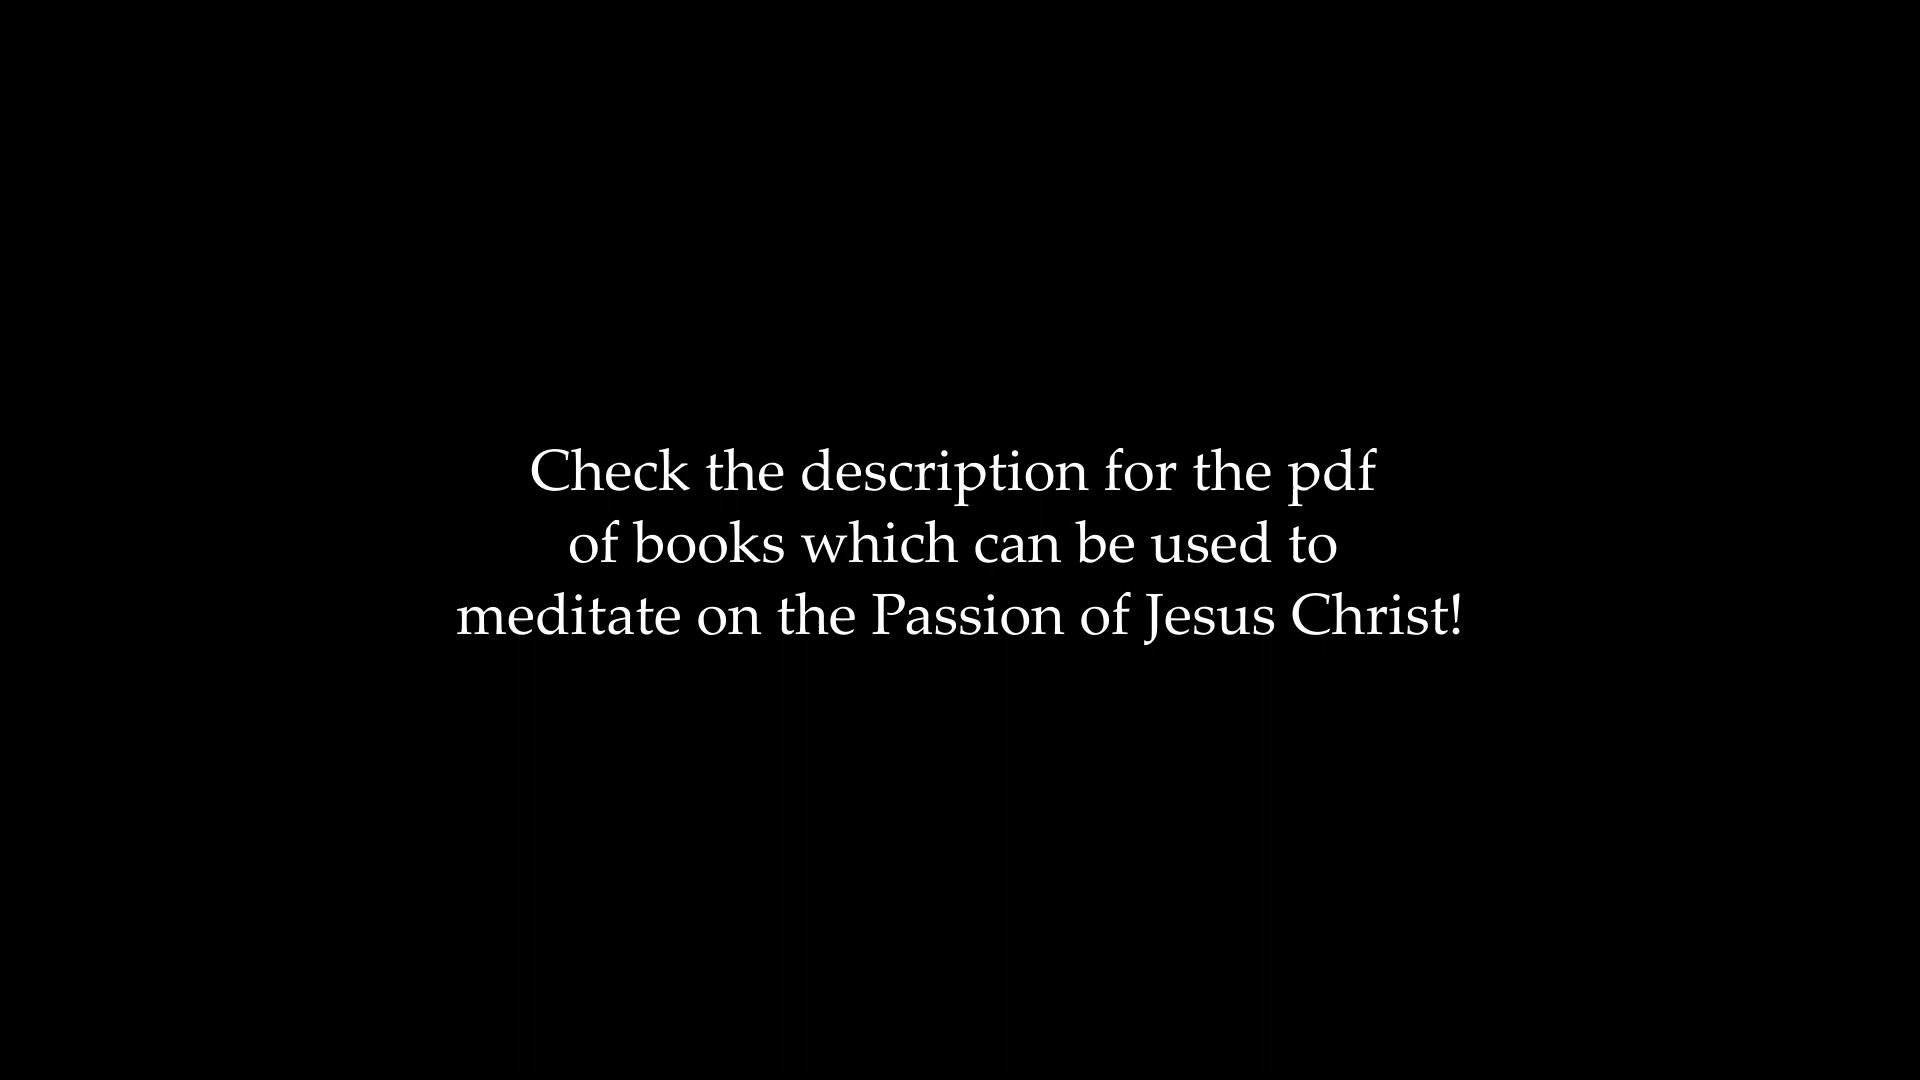 Check the description for the pdf
of books which can be used to
meditate on the Passion of Jesus Christ!